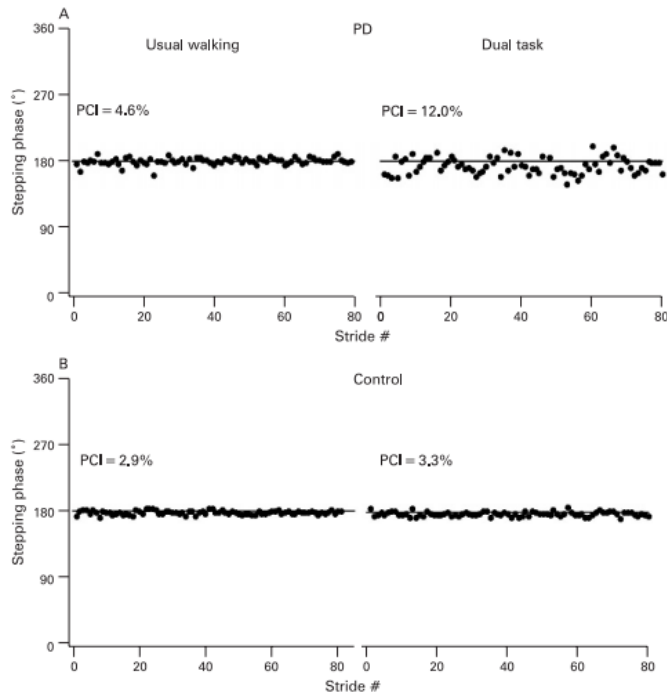 A
PD
Usual walking
Dual task
PCI = 4.6%
PCI = 12.0%
Stepping phase (°)
360
270
180
90
0
0 20 40 60 80
0 20 40 60 80
Stride #
B
Control
PCI = 2.9%
PCI = 3.3%
Stepping phase (°)
360
270
180
90
0
0 20 40 60 80
0 20 40 60 80
Stride #